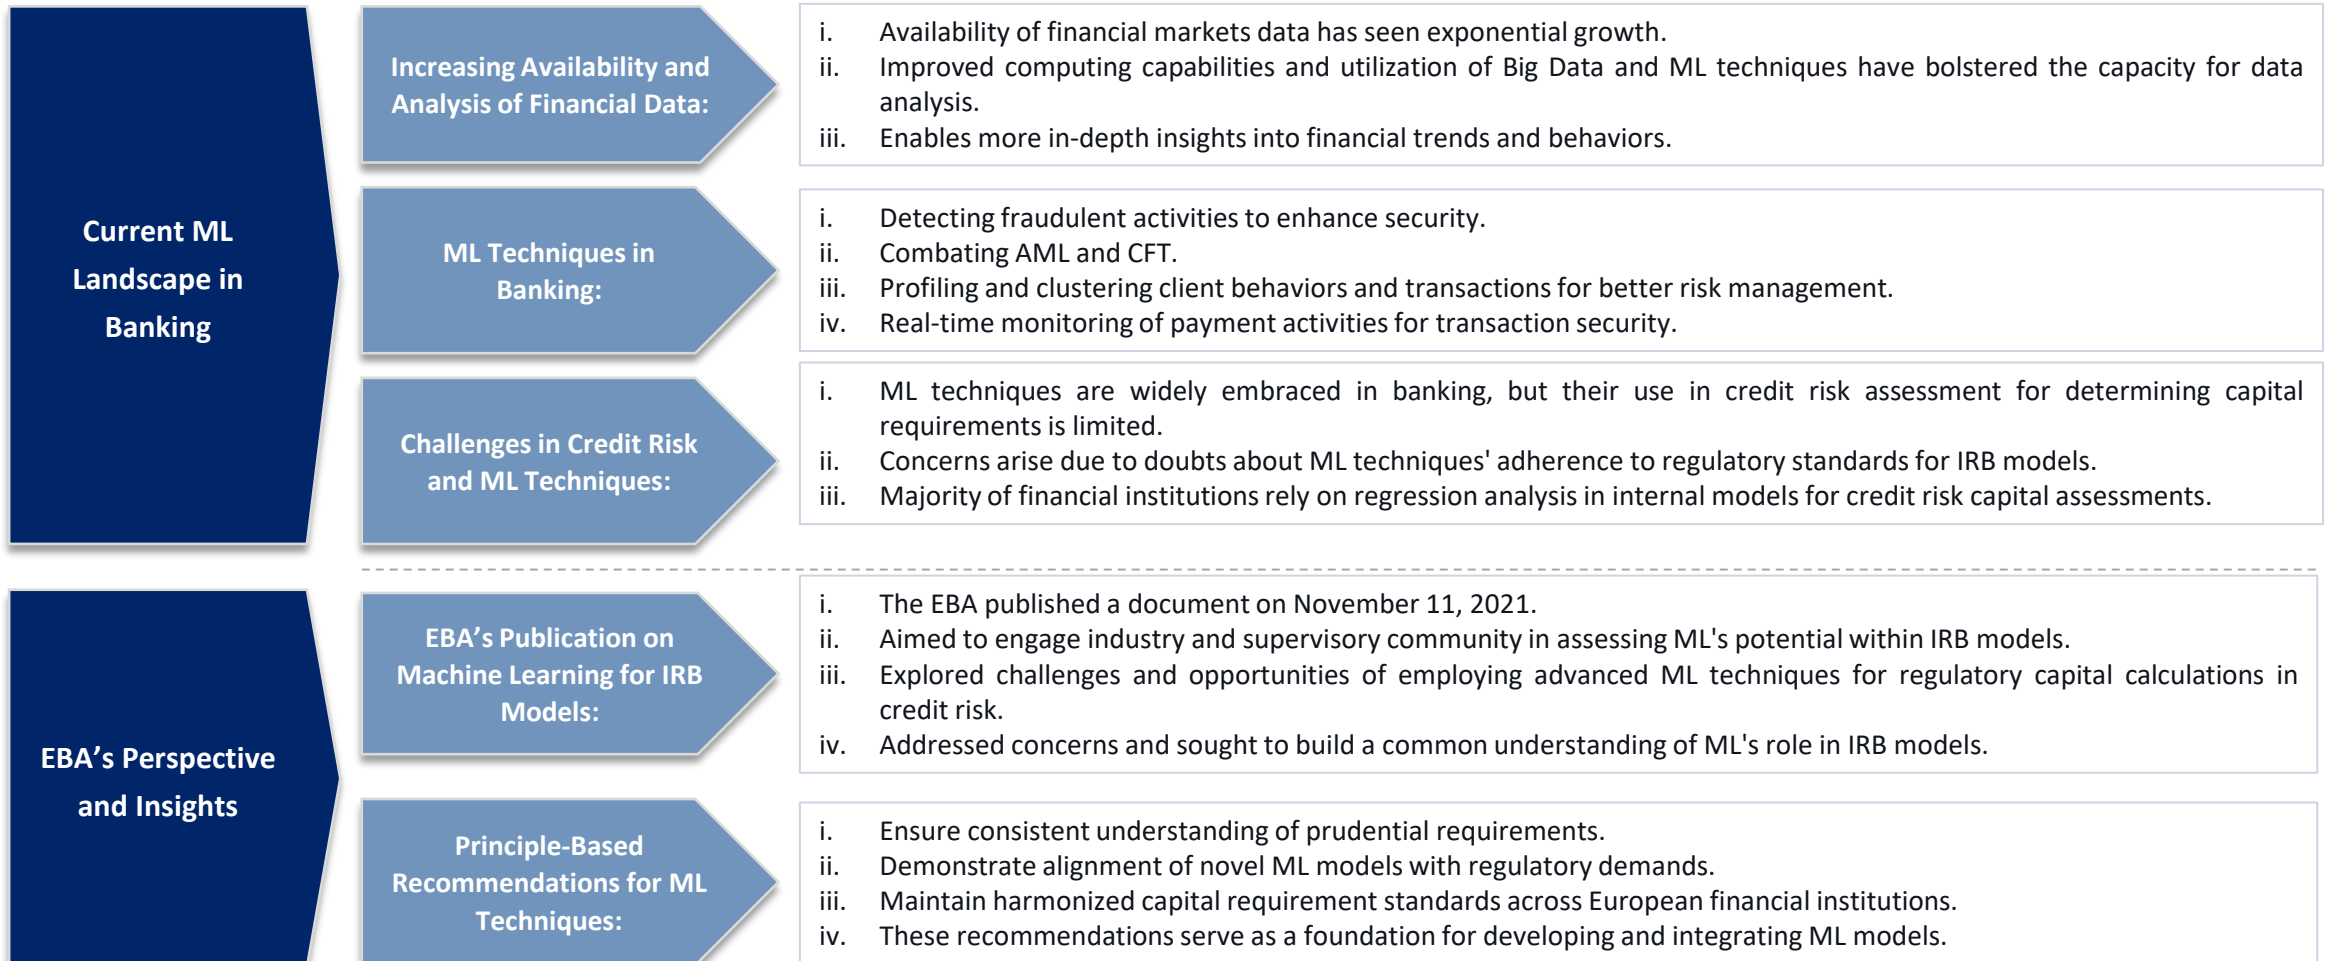 Current ML
Landscape in
Banking
Increasing Availability and
Analysis of Financial Data:
i. Availability of financial markets data has seen exponential growth.
ii. Improved computing capabilities and utilization of Big Data and ML techniques have bolstered the capacity for data
analysis.
iii. Enables more in-depth insights into financial trends and behaviors.
ML Techniques in
Banking:
i. Detecting fraudulent activities to enhance security.
ii. Combating AML and CFT.
iii. Profiling and clustering client behaviors and transactions for better risk management.
iv. Real-time monitoring of payment activities for transaction security.
Challenges in Credit Risk
and ML Techniques:
i. ML techniques are widely embraced in banking, but their use in credit risk assessment for determining capital
requirements is limited.
ii. Concerns arise due to doubts about ML techniques' adherence to regulatory standards for IRB models.
iii. Majority of financial institutions rely on regression analysis in internal models for credit risk capital assessments.
EBA’s Perspective
and Insights
EBA’s Publication on
Machine Learning for IRB
Models:
i. The EBA published a document on November 11, 2021.
ii. Aimed to engage industry and supervisory community in assessing ML's potential within IRB models.
iii. Explored challenges and opportunities of employing advanced ML techniques for regulatory capital calculations in
credit risk.
iv. Addressed concerns and sought to build a common understanding of ML's role in IRB models.
Principle-Based
Recommendations for ML
Techniques:
i. Ensure consistent understanding of prudential requirements.
ii. Demonstrate alignment of novel ML models with regulatory demands.
iii. Maintain harmonized capital requirement standards across European financial institutions.
iv. These recommendations serve as a foundation for developing and integrating ML models.